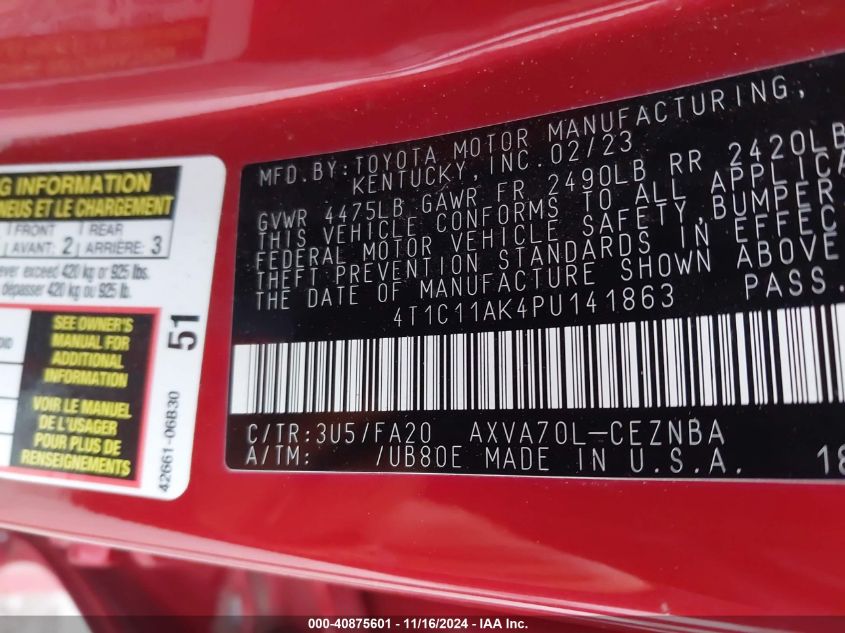 G INFORMATION
NEUS ET LE CHARGEMENT
FRONT REAR
AVANT: 2 ARRIÈRE: 3
ever exceed 420 kg or 925 lbs.
dépasser 420 kg ou 925 lb.
SEE OWNER'S
MANUAL FOR
ADDITIONAL
INFORMATION
VOIR LE MANUEL
DE L'USAGER
POUR PLUS DE
RENSEIGNEMENTS
51
42661-06B30
MFD. BY: TOYOTA MOTOR MANUFACTURING,
KENTUCKY, INC. 02/23
GVWR 4475LB GAWR FR 2490LB RR 2420LB
THIS VEHICLE CONFORMS TO ALL APPLICA
FEDERAL MOTOR VEHICLE SAFETY, BUMPER
THEFT PREVENTION STANDARDS IN EFFEC
THE DATE OF MANUFACTURE SHOWN ABOVE
4T1C11AK4PU141863 PASS.
C/TR:3U5/FA20 AXVA70L-CEZNBA
A/TM: /UB80E MADE IN U.S.A. 18
000-40875601 - 11/16/2024 - IAA Inc.